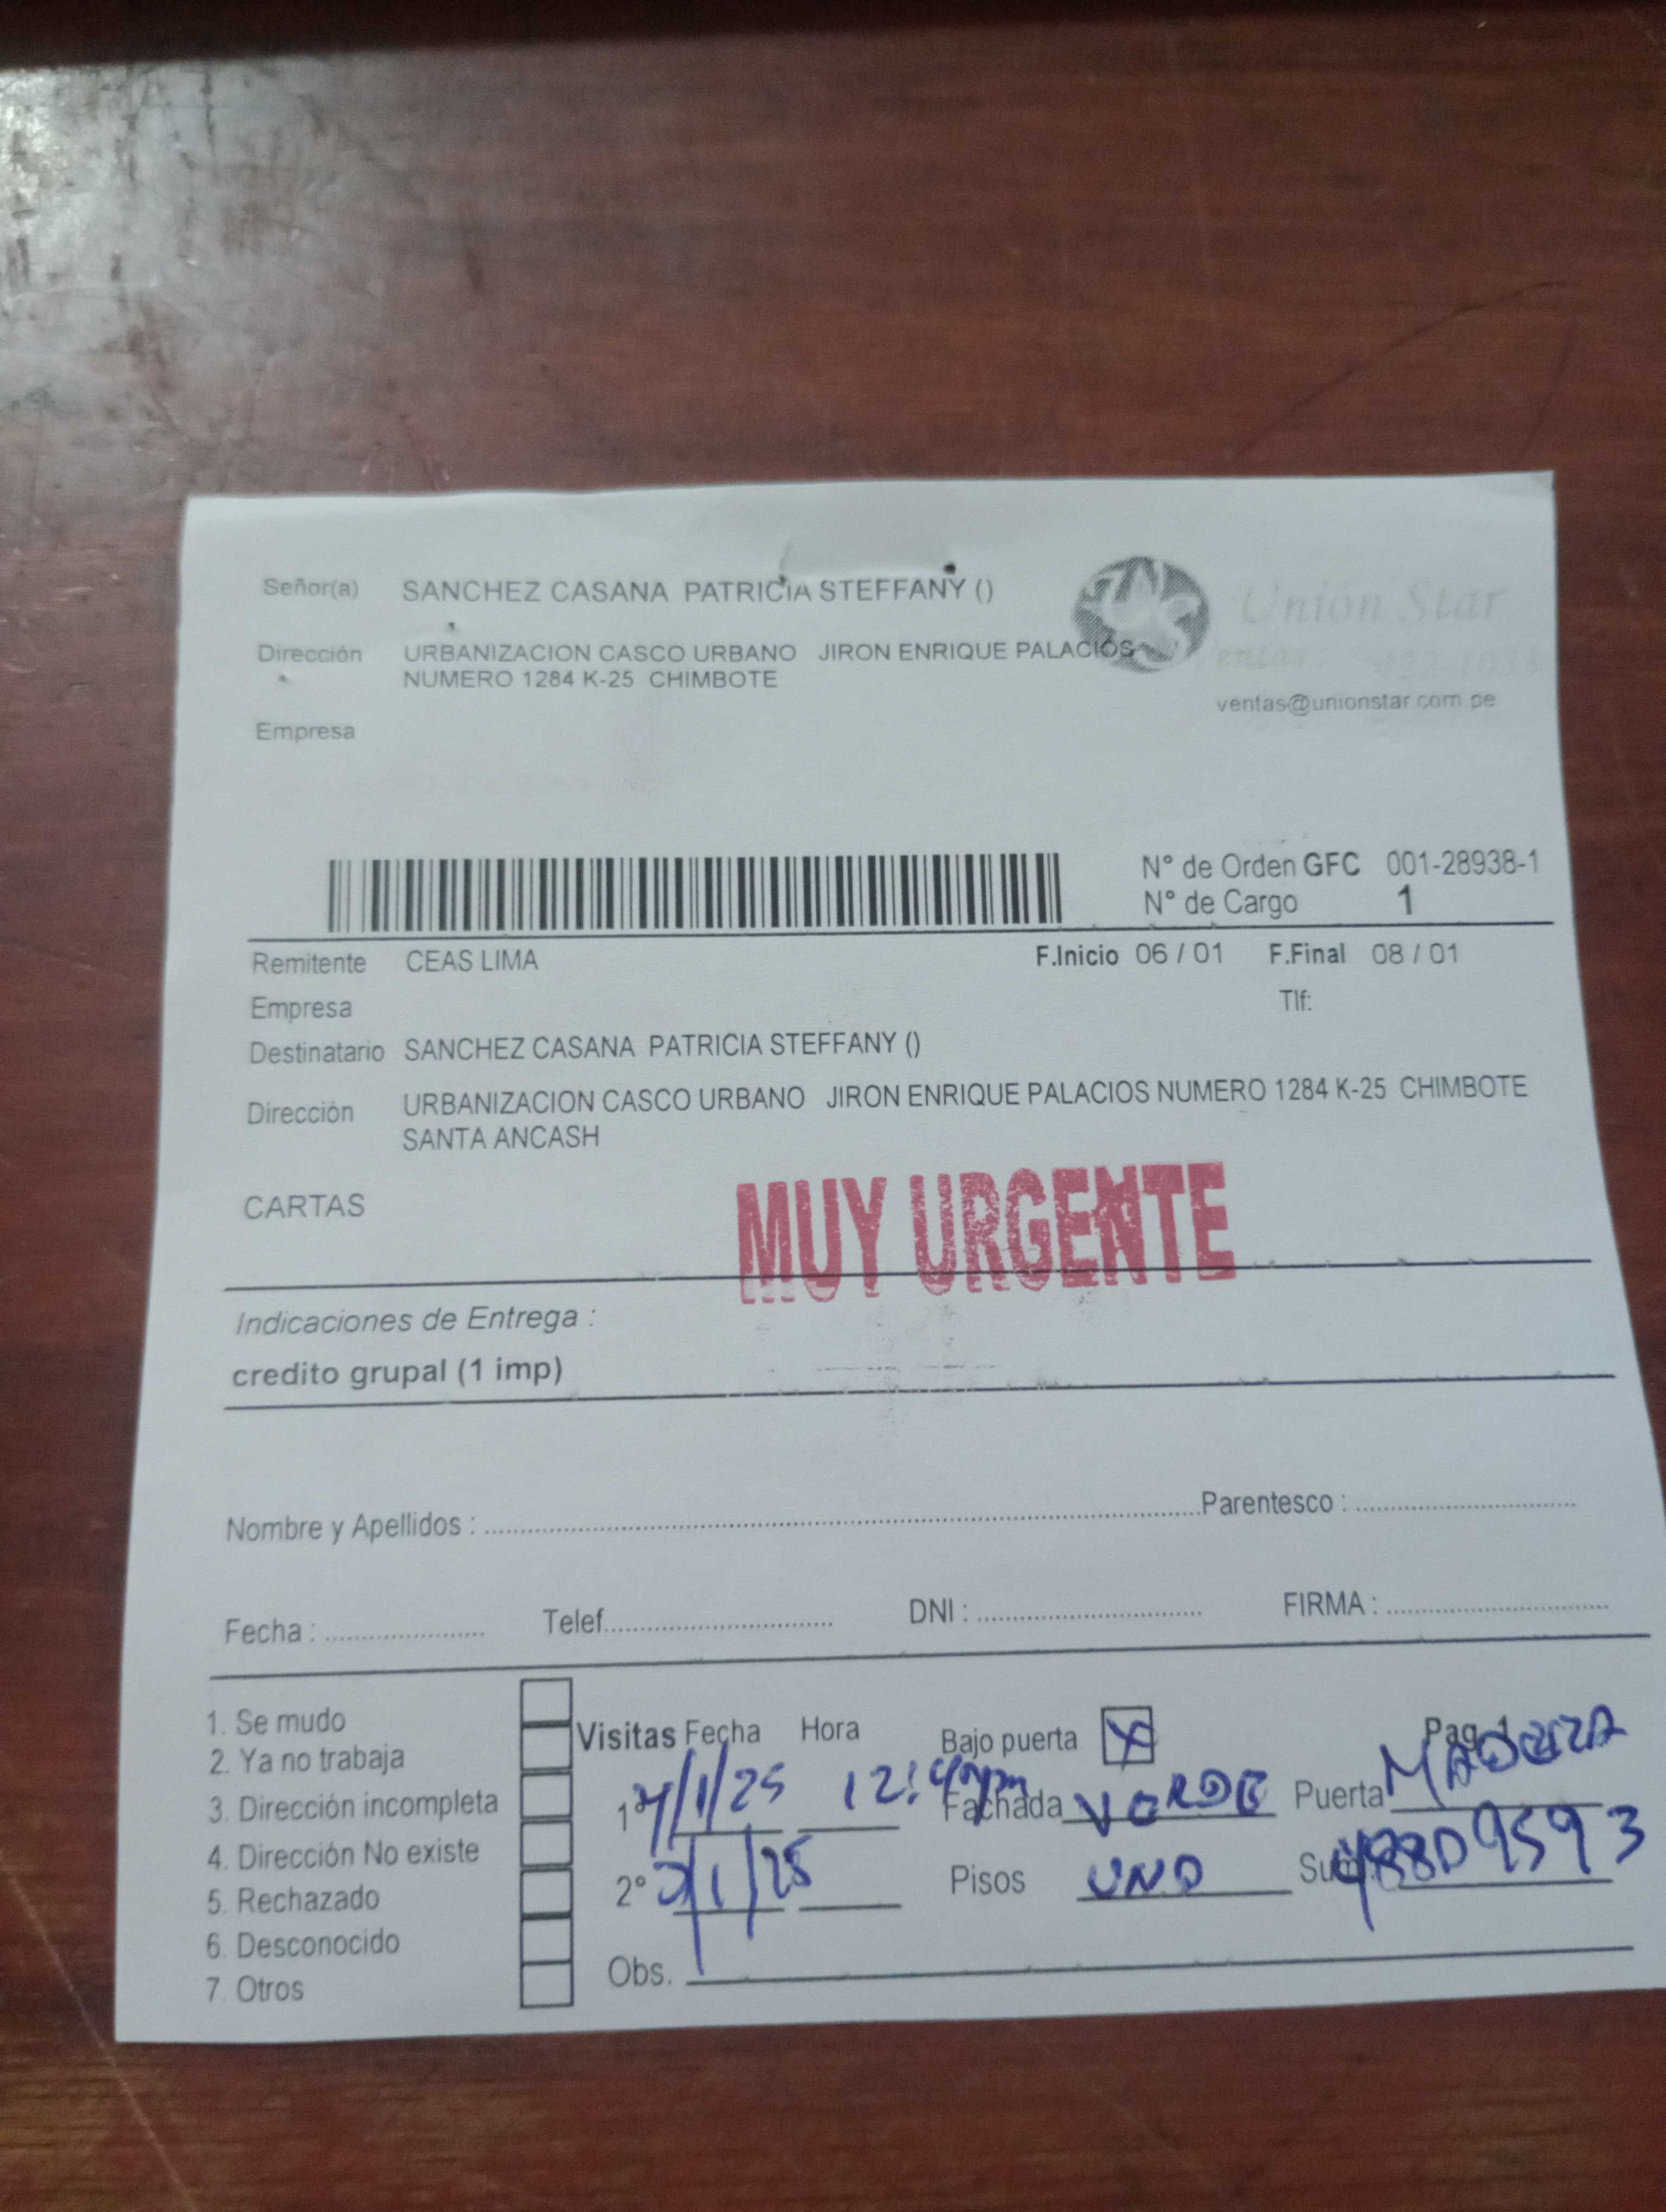 Señor(a) SANCHEZ CASANA PATRICIA STEFFANY ()
Unión Star
Dirección URBANIZACION CASCO URBANO JIRON ENRIQUE PALACIOS
NUMERO 1284 K-25 CHIMBOTE
Ventas
ventas@unionstar.com.pe
Empresa
N° de Orden GFC 001-28938-1
N° de Cargo 1
Remitente CEAS LIMA F.Inicio 06 / 01 F.Final 08 / 01
Empresa Tlf:
Destinatario SANCHEZ CASANA PATRICIA STEFFANY ()
Dirección URBANIZACION CASCO URBANO JIRON ENRIQUE PALACIOS NUMERO 1284 K-25 CHIMBOTE
SANTA ANCASH
CARTAS
MUY URGENTE
Indicaciones de Entrega :
credito grupal (1 imp)
Nombre y Apellidos : Parentesco :
Fecha : Telef. DNI : FIRMA :
1. Se mudo
2. Ya no trabaja
3. Dirección incompleta
4. Dirección No existe
5. Rechazado
6. Desconocido
7. Otros
Visitas Fecha Hora Bajo puerta X Pag. 1
1° /1/25 Fachada VERDE Puerta MADERA
2° /1/25 Pisos UNO
Obs.